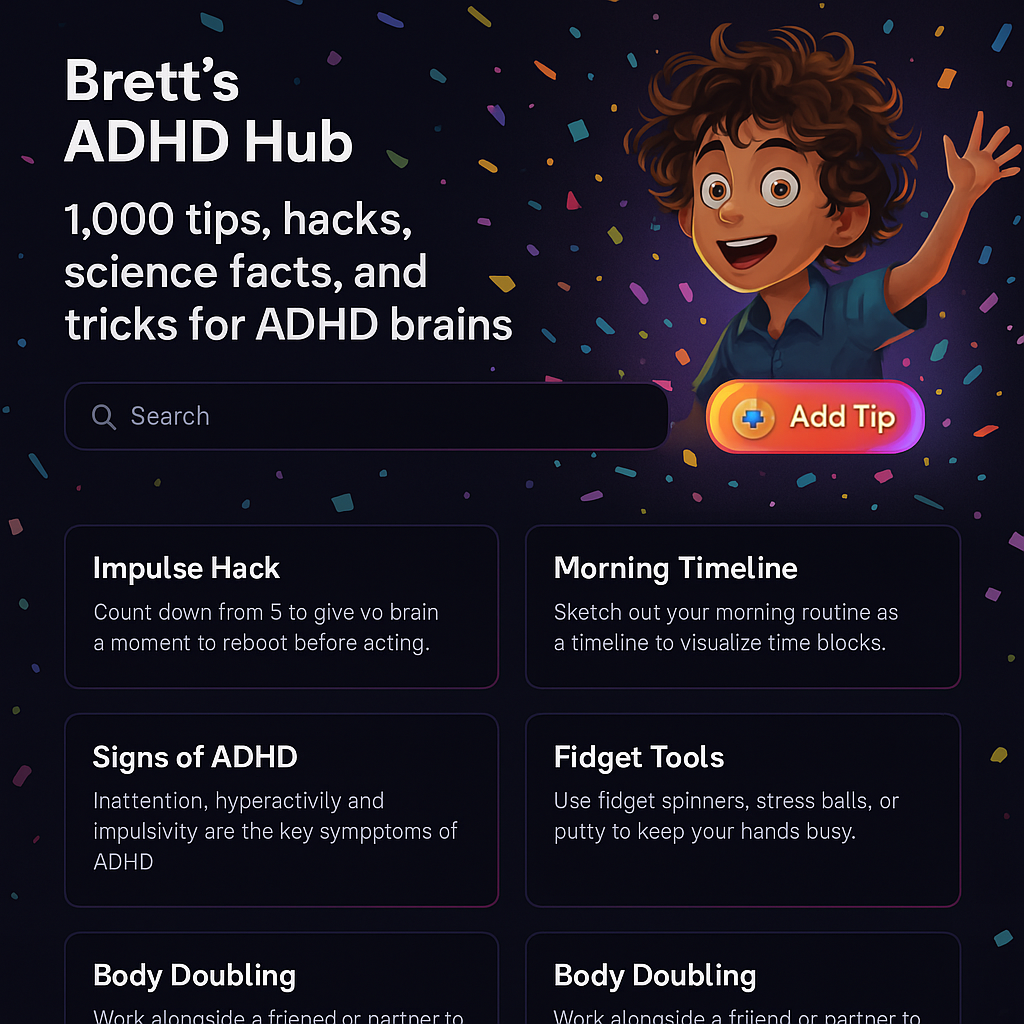 Brett's
ADHD Hub
1,000 tips, hacks,
science facts, and
tricks for ADHD brains
Search
Add Tip
Impulse Hack
Count down from 5 to give vo brain
a moment to reboot before acting.
Morning Timeline
Sketch out your morning routine as
a timeline to visualize time blocks.
Signs of ADHD
Inattention, hyperactivily and
impulsivity are the key sympptoms of
ADHD
Fidget Tools
Use fidget spinners, stress balls, or
putty to keep your hands busy.
Body Doubling
Work alongside a friened or partner to
Body Doubling
Work alongside a friiend or partner to